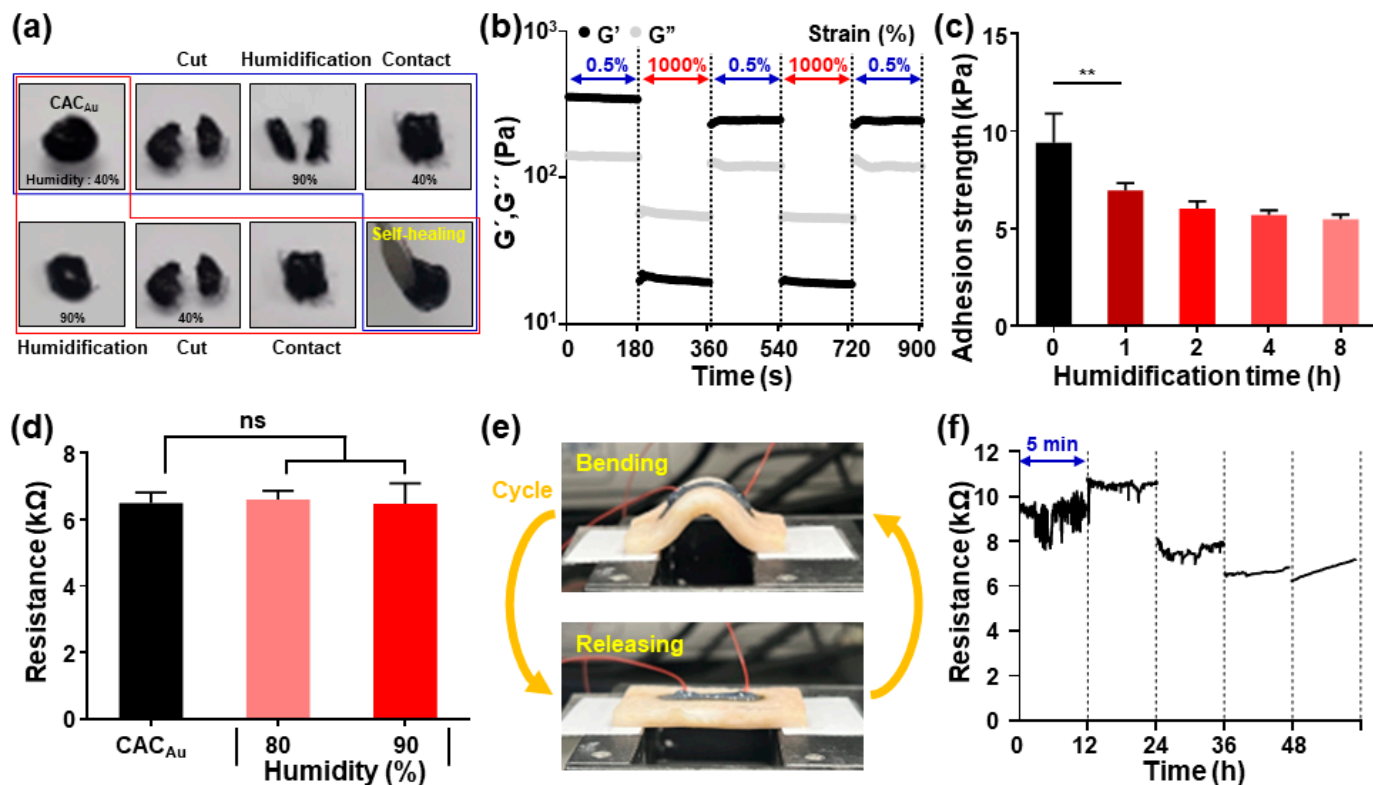 (a)
Cut Humidification Contact
CAC_Au
Humidity : 40%
90%
40%
Self-healing
90%
40%
Humidification Cut Contact
(b)
G' G"
Strain (%)
0.5% 1000% 0.5% 1000% 0.5%
10³
10²
10¹
G´,G´´ (Pa)
0 180 360 540 720 900
Time (s)
(c)
Adhesion strength (kPa)
15
10
5
0
**
0 1 2 4 8
Humidification time (h)
(d)
ns
Resistance (kΩ)
8
6
4
2
0
CAC_Au 80 90
Humidity (%)
(e)
Bending
Cycle
Releasing
(f)
5 min
Resistance (kΩ)
12
10
8
6
4
2
0
0 12 24 36 48
Time (h)